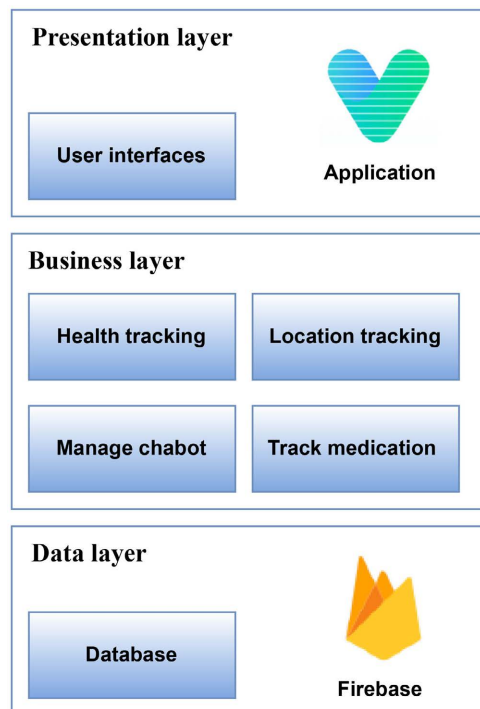 Presentation layer
User interfaces
Application
Business layer
Health tracking
Location tracking
Manage chabot
Track medication
Data layer
Database
Firebase